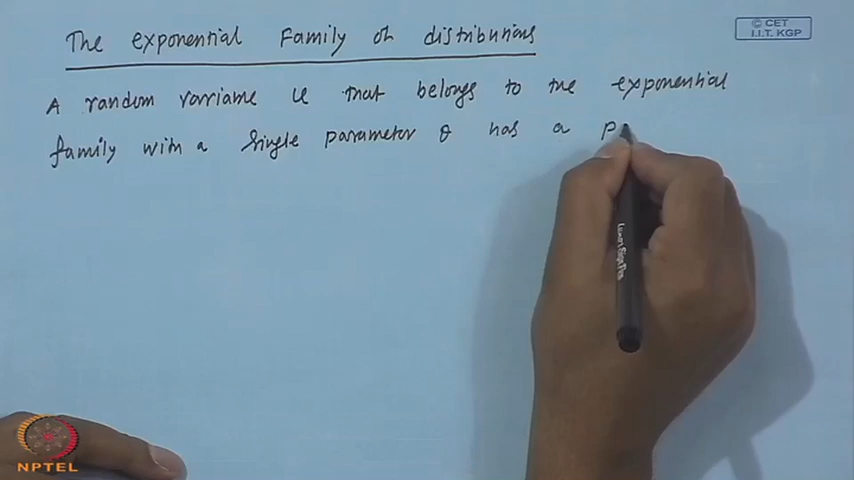 The exponential Family of distributions
© CET
I.I.T. KGP
A random variable u that belongs to the exponential
family with a single parameter θ has a p
NPTEL